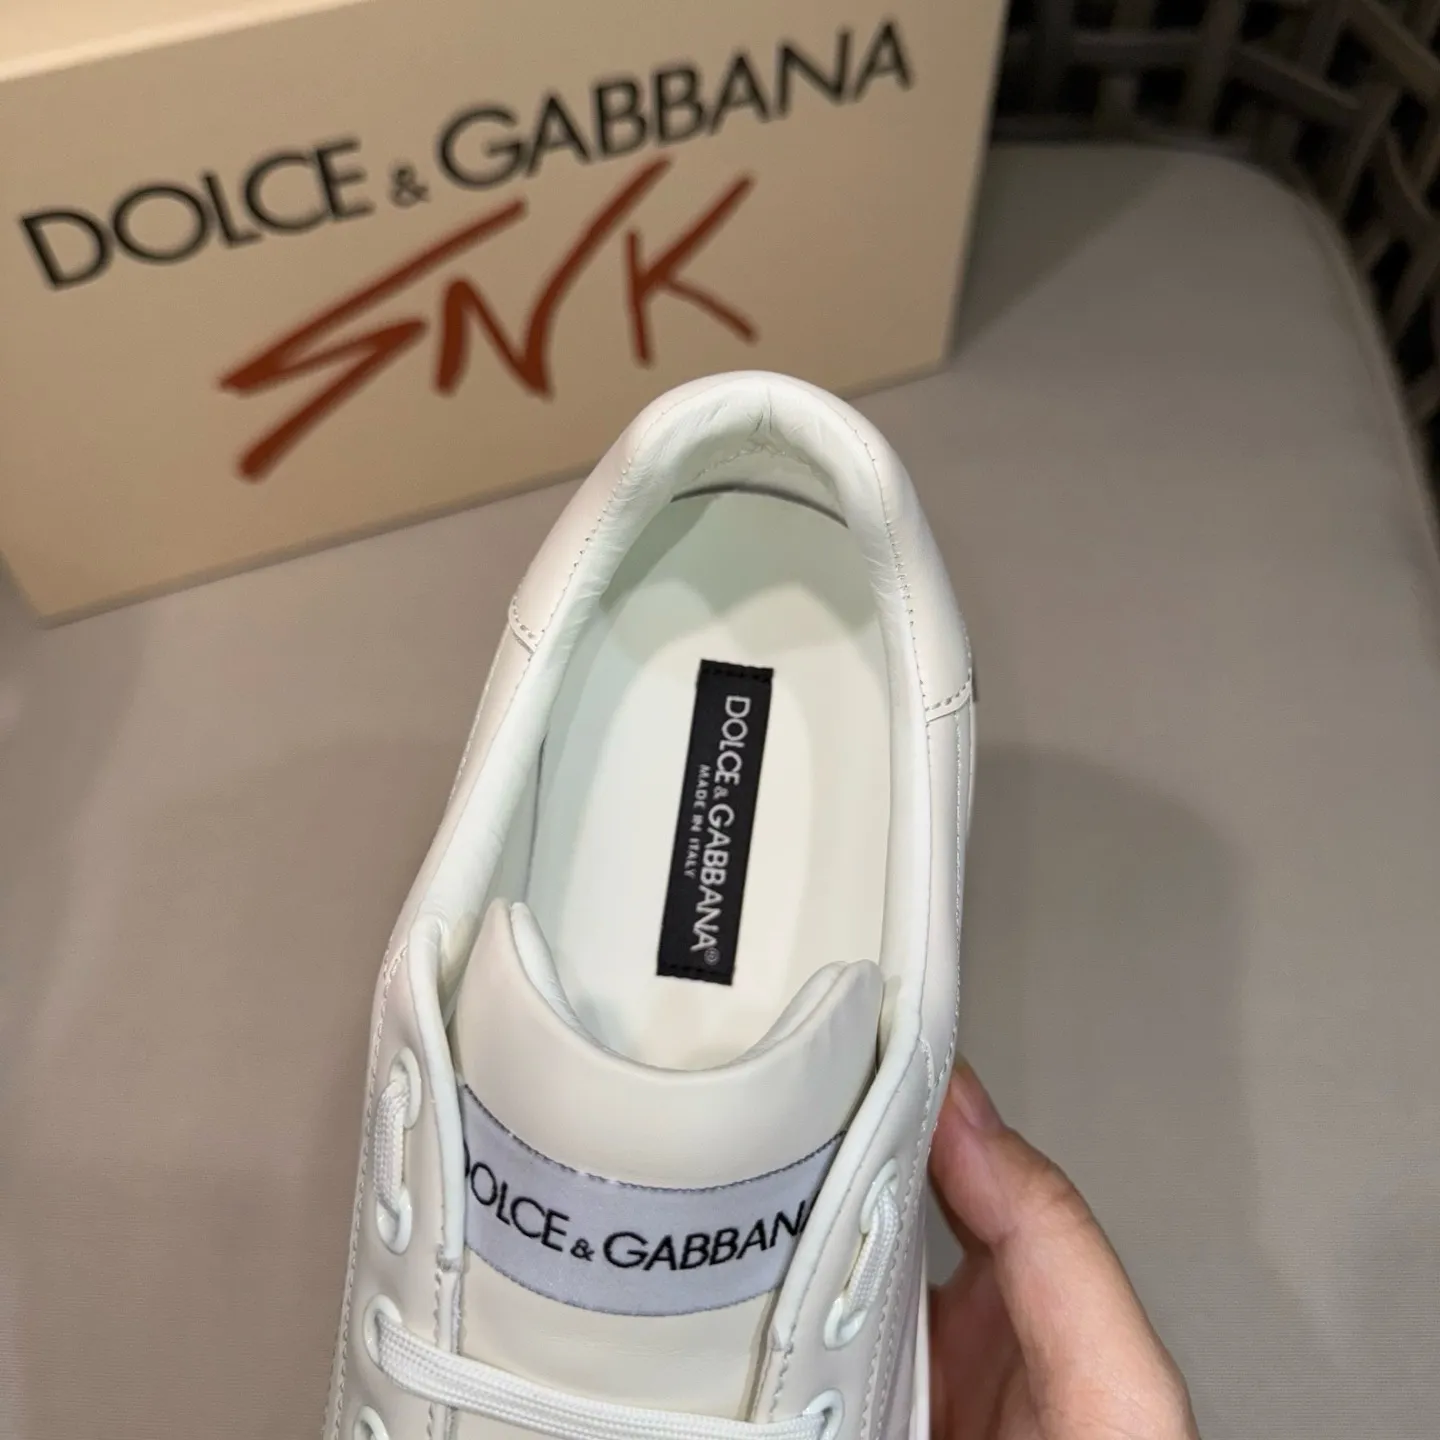 DOLCE & GABBANA
SNK
DOLCE & GABBANA®
MADE IN ITALY
DOLCE & GABBANA